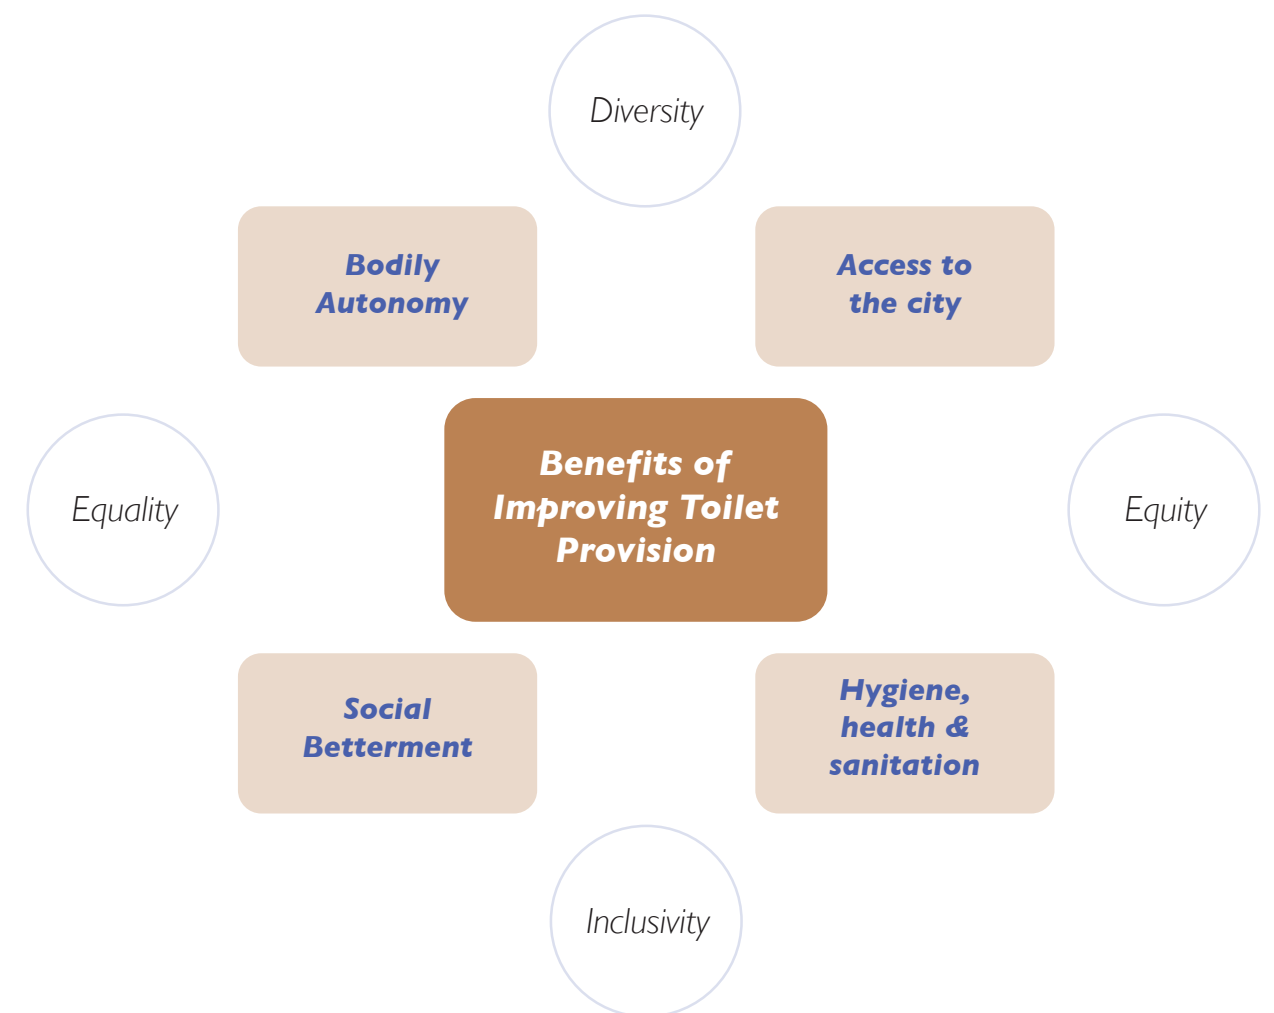 Diversity
Bodily
Autonomy
Access to
the city
Benefits of
Improving Toilet
Provision
Equality
Equity
Social
Betterment
Hygiene,
health &
sanitation
Inclusivity